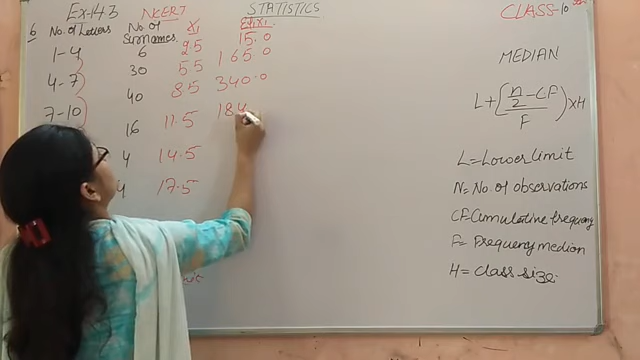 Ex-14.3 NCERT STATISTICS CLASS-10
6 No. of Letters No. of Surnames Xi
1-4 6 2.5 15.0
4-7 30 5.5 165.0
7-10 40 8.5 340.0
16 11.5 184
4 14.5
4 17.5
MEDIAN
L+(n/2-CF/F)×H
L=Lower limit
N=No of observations
CF=Cumulative frequency
F=Frequency median
H=Class size